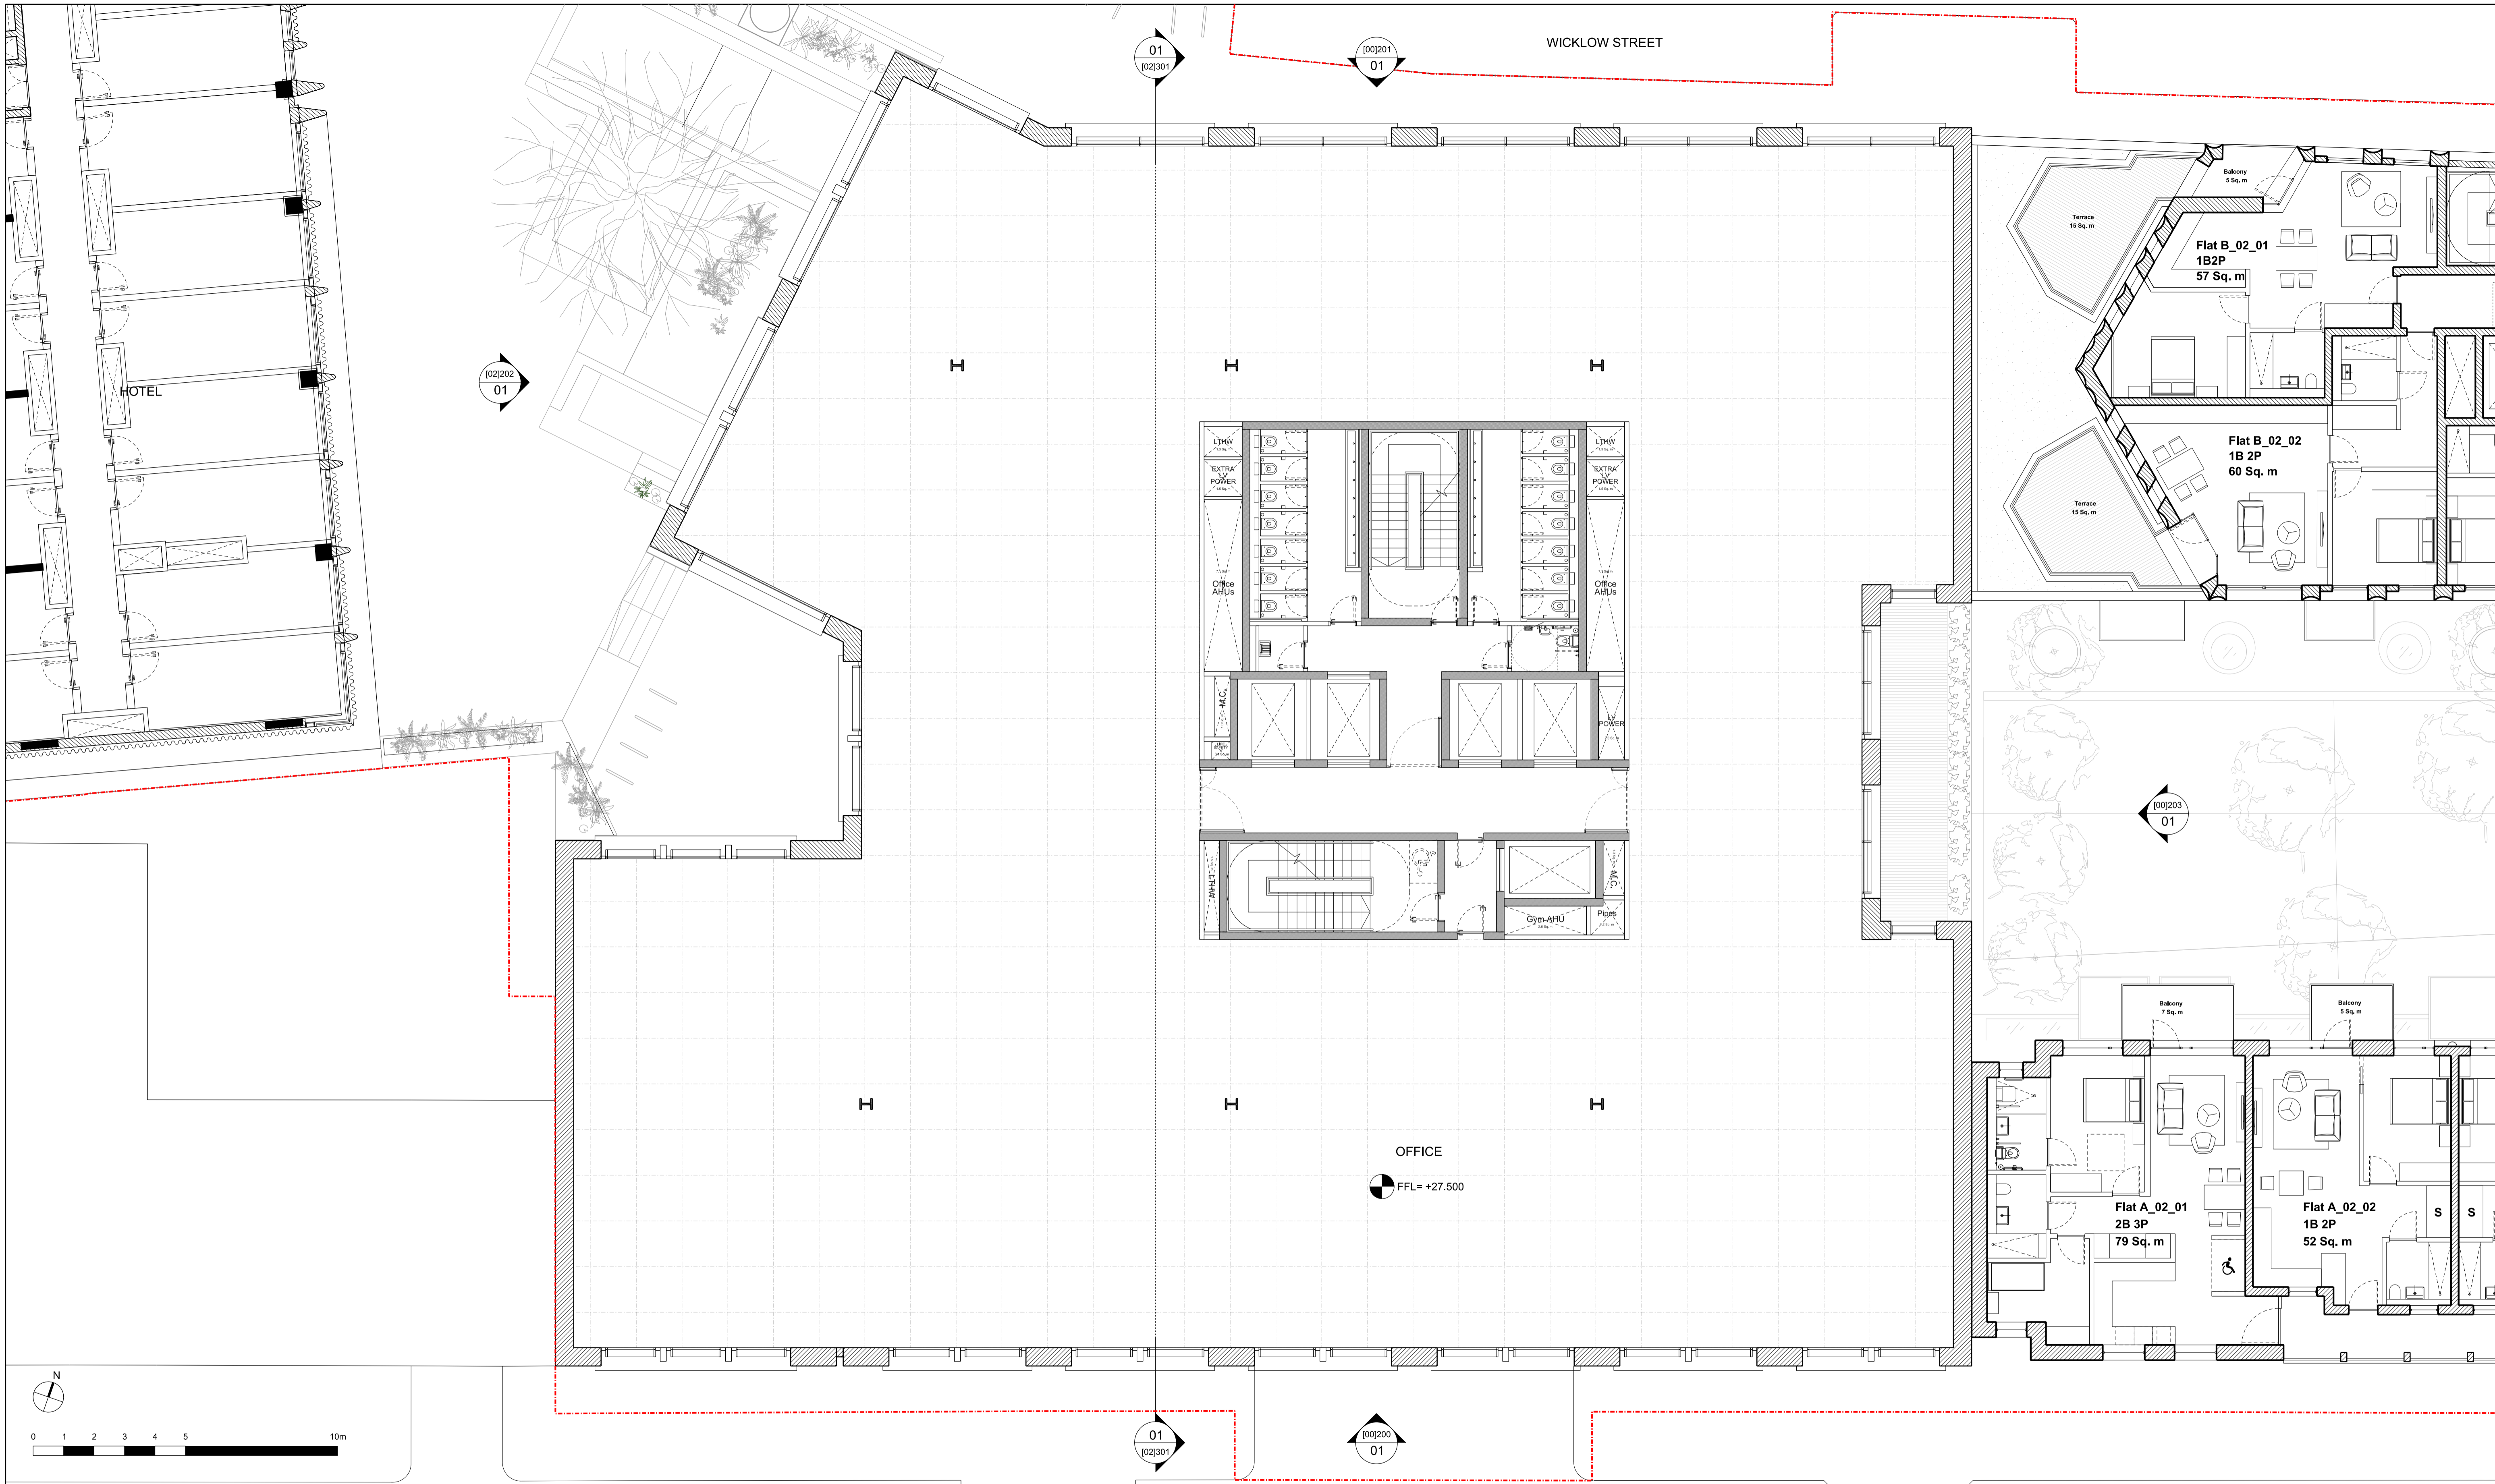 WICKLOW STREET
01
[02]301
[00]201
01
Balcony
5 Sq. m
Terrace
15 Sq. m
Flat B_02_01
1B2P
57 Sq. m
HOTEL
[02]202
01
LTHW
EXTRA
LV
POWER
Office
AHUs
M.C.
LTHW
EXTRA
LV
POWER
Office
AHUs
LV
POWER
Flat B_02_02
1B 2P
60 Sq. m
Terrace
15 Sq. m
[00]203
01
LTHW
M.C.
Gym AHU
Pipes
Balcony
7 Sq. m
Balcony
5 Sq. m
OFFICE
FFL= +27.500
Flat A_02_01
2B 3P
79 Sq. m
Flat A_02_02
1B 2P
52 Sq. m
S
S
N
0 1 2 3 4 5 10m
01
[02]301
[00]200
01